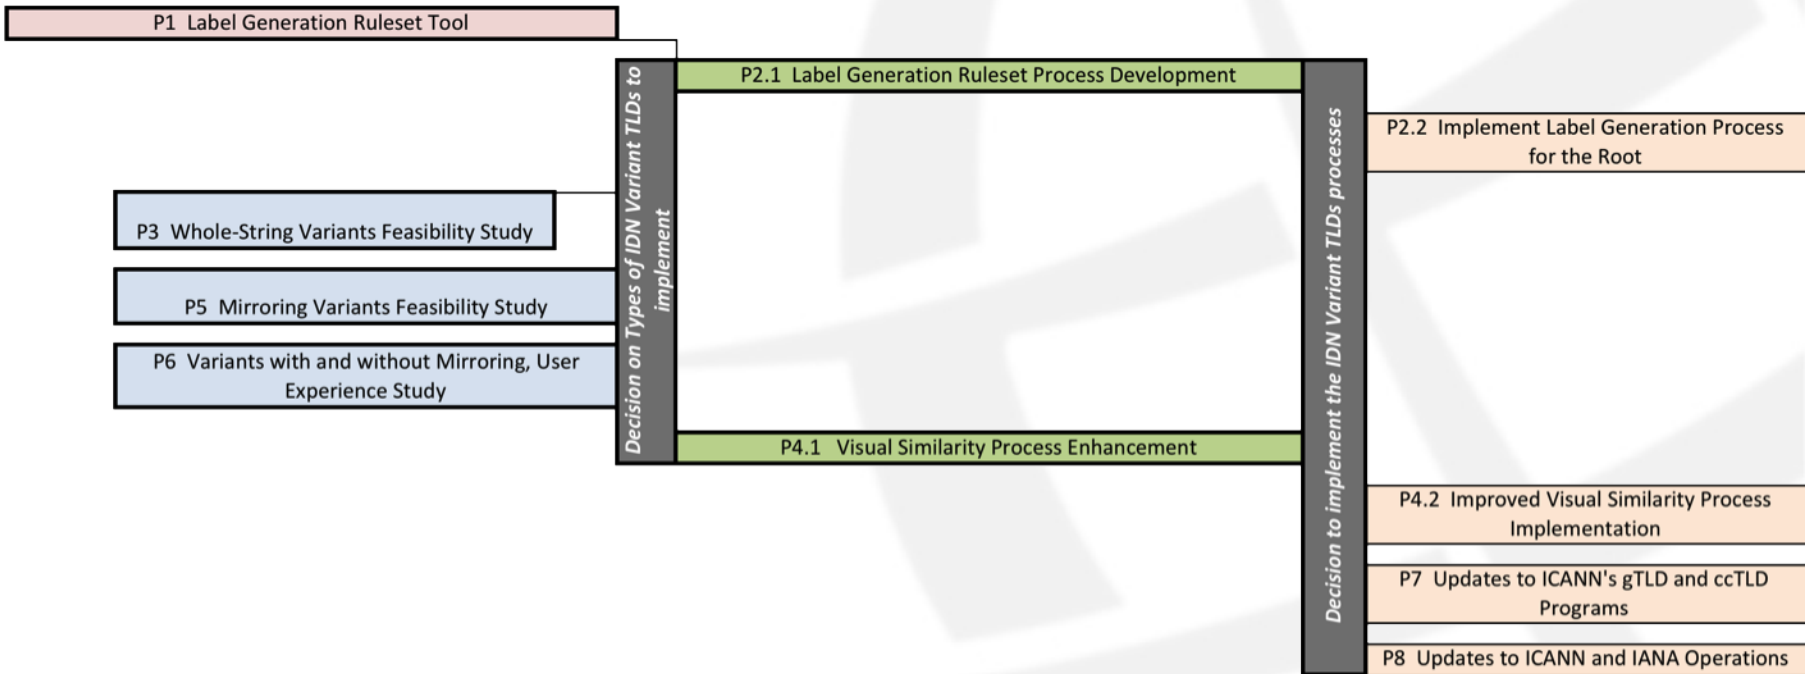 P1 Label Generation Ruleset Tool
P2.1 Label Generation Ruleset Process Development
P2.2 Implement Label Generation Process
for the Root
P3 Whole-String Variants Feasibility Study
P5 Mirroring Variants Feasibility Study
P6 Variants with and without Mirroring, User
Experience Study
Decision on Types of IDN Variant TLDs to
implement
P4.1 Visual Similarity Process Enhancement
Decision to implement the IDN Variant TLDs processes
P4.2 Improved Visual Similarity Process
Implementation
P7 Updates to ICANN's gTLD and ccTLD
Programs
P8 Updates to ICANN and IANA Operations